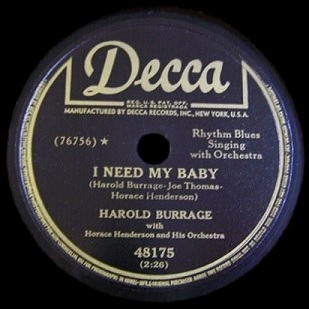 Decca
REG. U.S. PAT. OFF.
MARCA REGISTRADA
MANUFACTURED BY DECCA RECORDS, INC., NEW YORK, U.S.A.
(76756) ★
Rhythm Blues
Singing
with Orchestra
I NEED MY BABY
(Harold Burrage-Joe Thomas-
Horace Henderson)
HAROLD BURRAGE
with
Horace Henderson and His Orchestra
48175
(2:26)